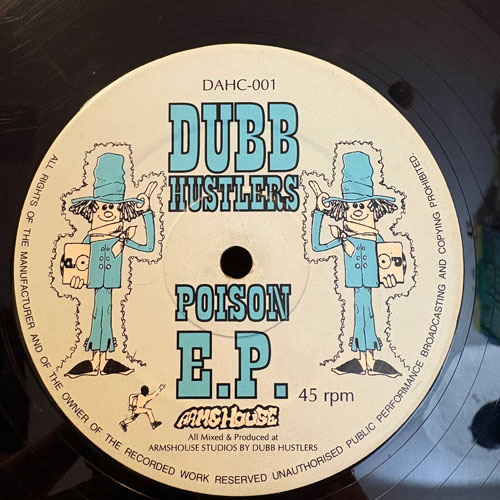 DAHC-001
DUBB
HUSTLERS
POISON
E.P.
45 rpm
ARMSHOUSE
All Mixed & Produced at
ARMSHOUSE STUDIOS BY DUBB HUSTLERS
ALL RIGHTS OF THE MANUFACTURER AND OF THE OWNER OF THE RECORDED WORK RESERVED UNAUTHORISED PUBLIC PERFORMANCE BROADCASTING AND COPYING PROHIBITED.